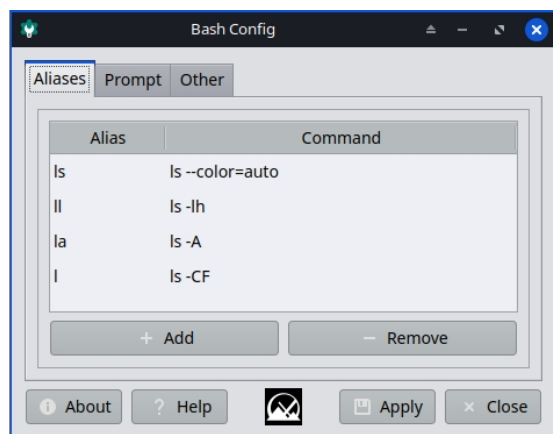 Bash Config
Aliases Prompt Other
Alias Command
ls ls --color=auto
ll ls -lh
la ls -A
l ls -CF
+ Add − Remove
About ? Help Apply × Close